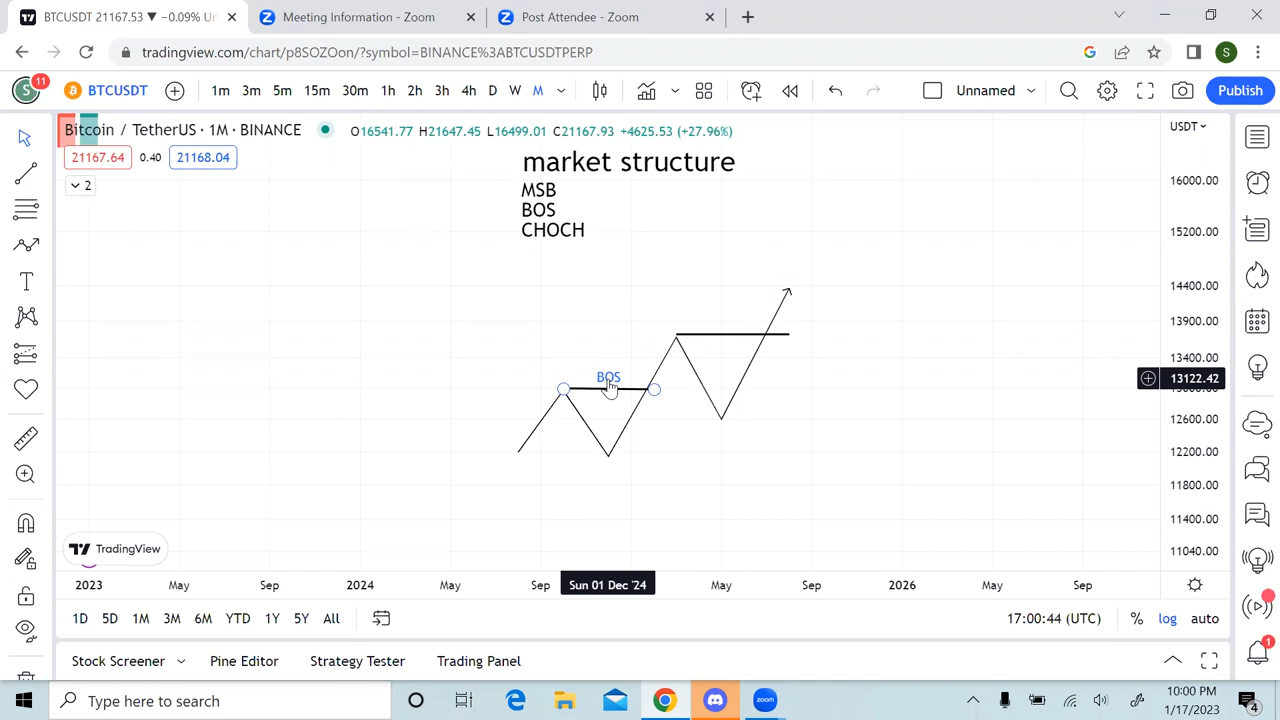 BTCUSDT 21167.53 ▼ −0.09% Un
Meeting Information - Zoom
Post Attendee - Zoom
tradingview.com/chart/p8SOZOon/?symbol=BINANCE%3ABTCUSDTPERP
G
S
S
11
BTCUSDT
1m 3m 5m 15m 30m 1h 2h 3h 4h D W M
Unnamed
Publish
Bitcoin / TetherUS · 1M · BINANCE
O16541.77 H21647.45 L16499.01 C21167.93 +4625.53 (+27.96%)
USDT
21167.64 0.40 21168.04
2
market structure
MSB
BOS
CHOCH
BOS
16000.00
15200.00
14400.00
13900.00
13400.00
13122.42
12600.00
12200.00
11800.00
11400.00
11040.00
TradingView
2023 May Sep 2024 May Sep Sun 01 Dec '24 May Sep 2026 May Sep
1D 5D 1M 3M 6M YTD 1Y 5Y All
17:00:44 (UTC) % log auto
Stock Screener Pine Editor Strategy Tester Trading Panel
1
Type here to search
zoom
10:00 PM
1/17/2023
4